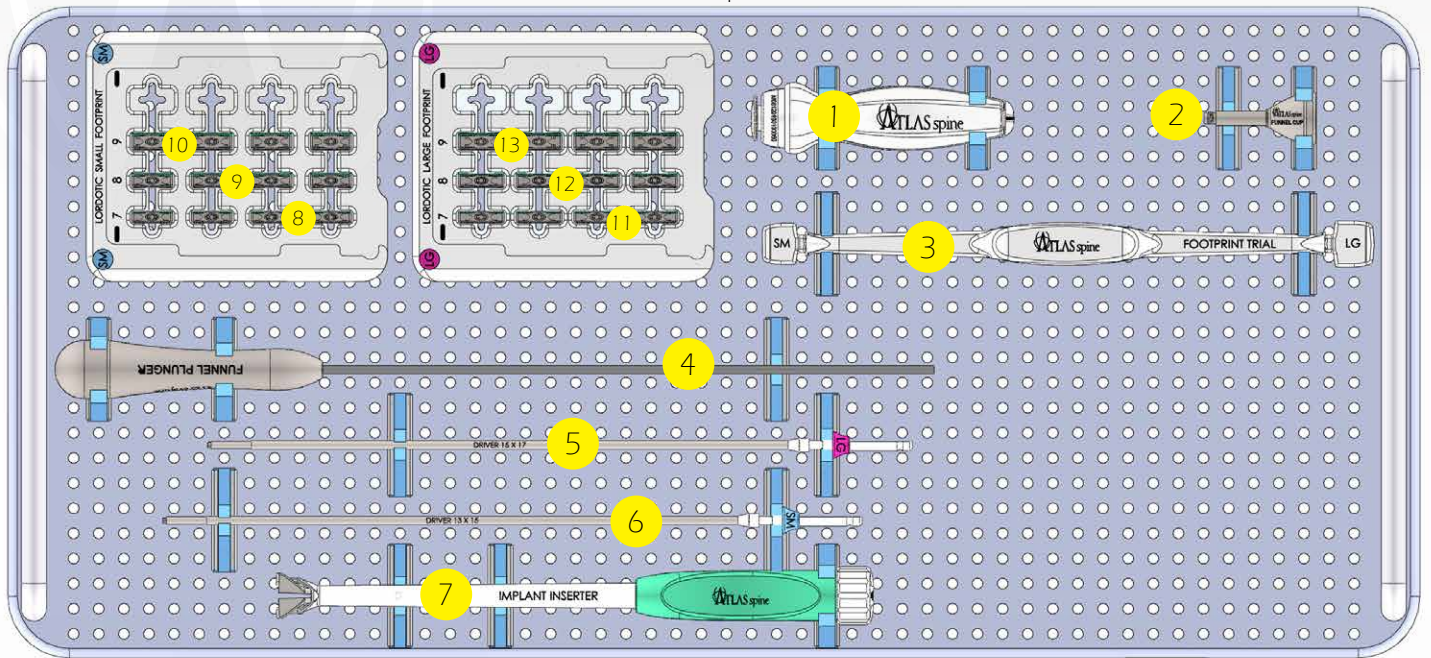 SM
LORDOTIC SMALL FOOTPRINT
9
8
7
SM
10
9
8
LG
LORDOTIC LARGE FOOTPRINT
9
8
7
LG
13
12
11
1
ATLAS spine
2
ATLAS spine
FUNNEL CUP
SM
3
ATLAS spine
FOOTPRINT TRIAL
LG
FUNNEL PLUNGER
4
DRIVER 15 X 17
5
LG
DRIVER 13 X 15
6
SM
7
IMPLANT INSERTER
ATLAS spine